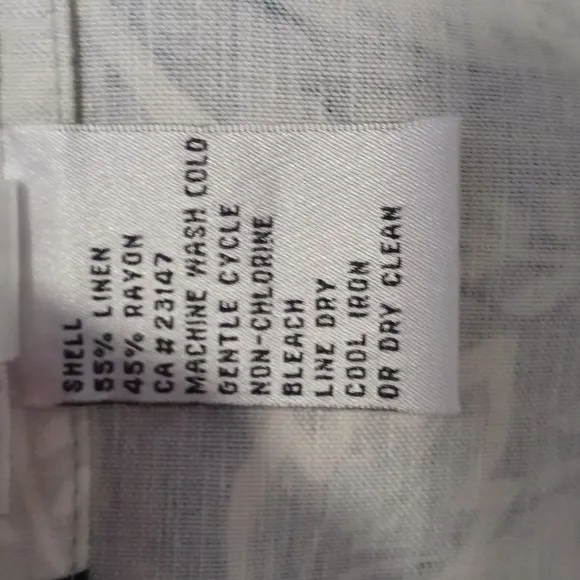 SHELL
55% LINEN
45% RAYON
CA # 23147
MACHINE WASH COLD
GENTLE CYCLE
NON-CHLORINE
BLEACH
LINE DRY
COOL IRON
OR DRY CLEAN